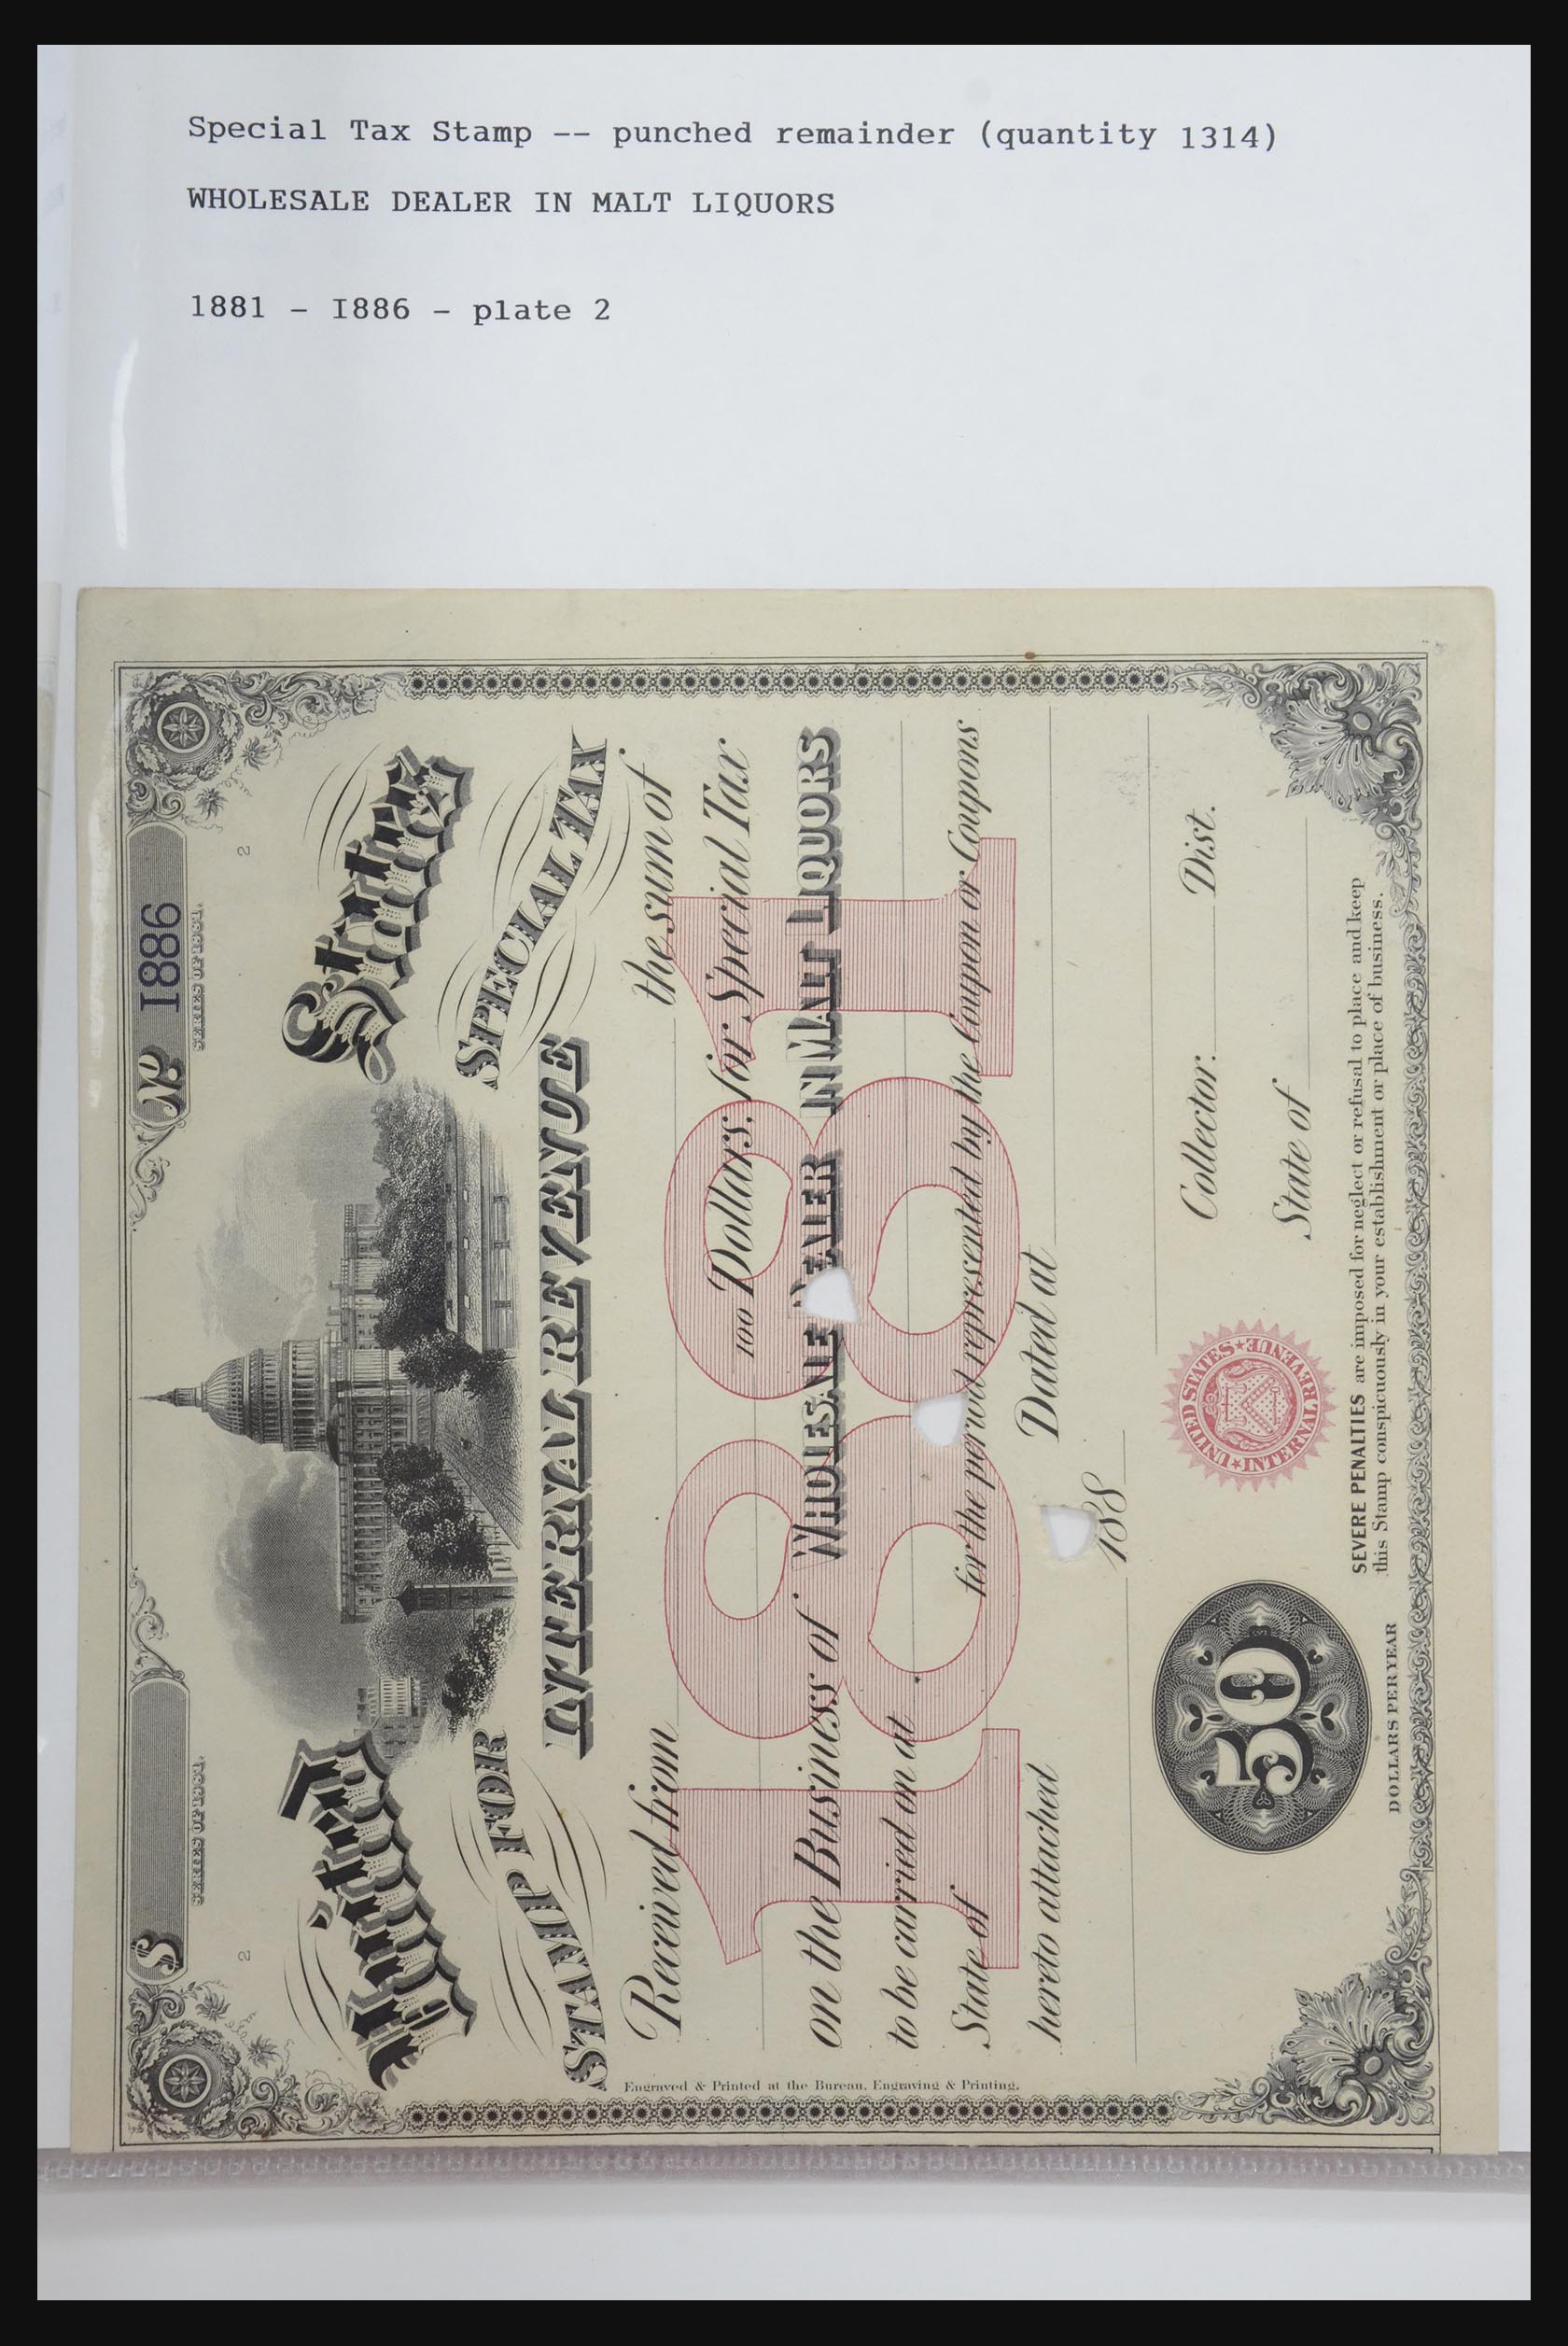 Special Tax Stamp -- punched remainder (quantity 1314)
WHOLESALE DEALER IN MALT LIQUORS
1881 - I886 - plate 2
$
No. I886
SERIES OF 1881.
SERIES OF 1881.
2
2
United States
STAMP FOR SPECIAL TAX
INTERNAL REVENUE
Received from the sum of
100 Dollars, for Special Tax
on the Business of WHOLESALE DEALER IN MALT LIQUORS
to be carried on at
State of for the period represented by the Coupon or Coupons
hereto attached Dated at
188
1881
Collector. Dist.
State of
50
DOLLARS PER YEAR
UNITED STATES ★ INTERNAL REVENUE ★
SEVERE PENALTIES are imposed for neglect or refusal to place and keep
this Stamp conspicuously in your establishment or place of business.
Engraved & Printed at the Bureau, Engraving & Printing.